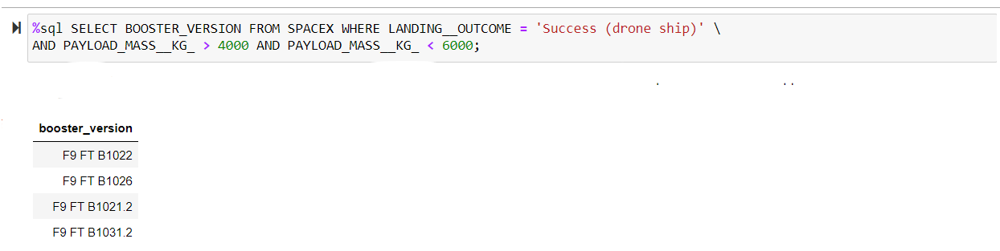 %sql SELECT BOOSTER_VERSION FROM SPACEX WHERE LANDING__OUTCOME = 'Success (drone ship)' \
AND PAYLOAD_MASS__KG_ > 4000 AND PAYLOAD_MASS__KG_ < 6000;
booster_version
F9 FT B1022
F9 FT B1026
F9 FT B1021.2
F9 FT B1031.2